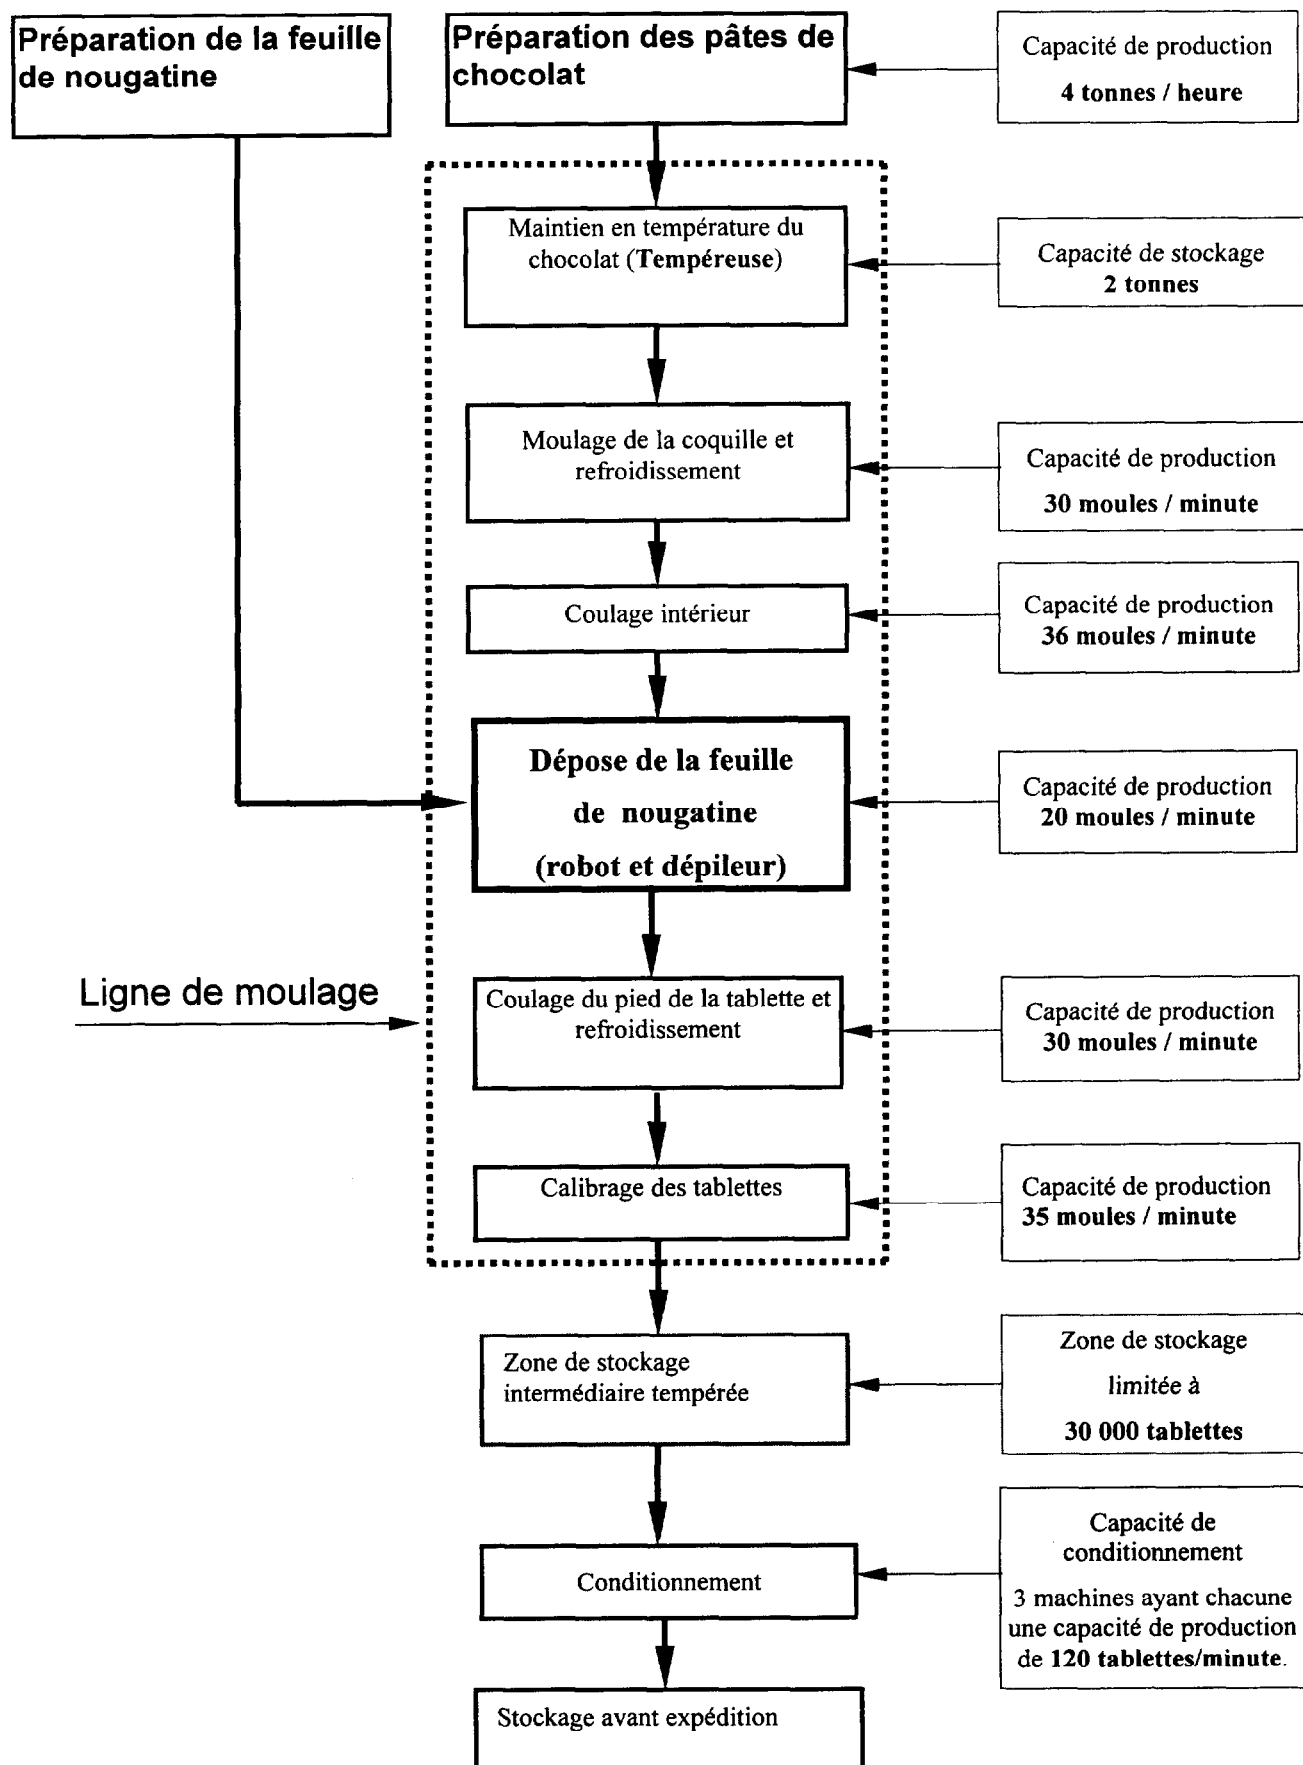 Préparation de la feuille
de nougatine
Préparation des pâtes de
chocolat
Capacité de production
4 tonnes / heure
Maintien en température du
chocolat (Tempéreuse)
Capacité de stockage
2 tonnes
Moulage de la coquille et
refroidissement
Capacité de production
30 moules / minute
Coulage intérieur
Capacité de production
36 moules / minute
Dépose de la feuille
de nougatine
(robot et dépileur)
Capacité de production
20 moules / minute
Ligne de moulage
Coulage du pied de la tablette et
refroidissement
Capacité de production
30 moules / minute
Calibrage des tablettes
Capacité de production
35 moules / minute
Zone de stockage
intermédiaire tempérée
Zone de stockage
limitée à
30 000 tablettes
Conditionnement
Capacité de
conditionnement
3 machines ayant chacune
une capacité de production
de 120 tablettes/minute.
Stockage avant expédition